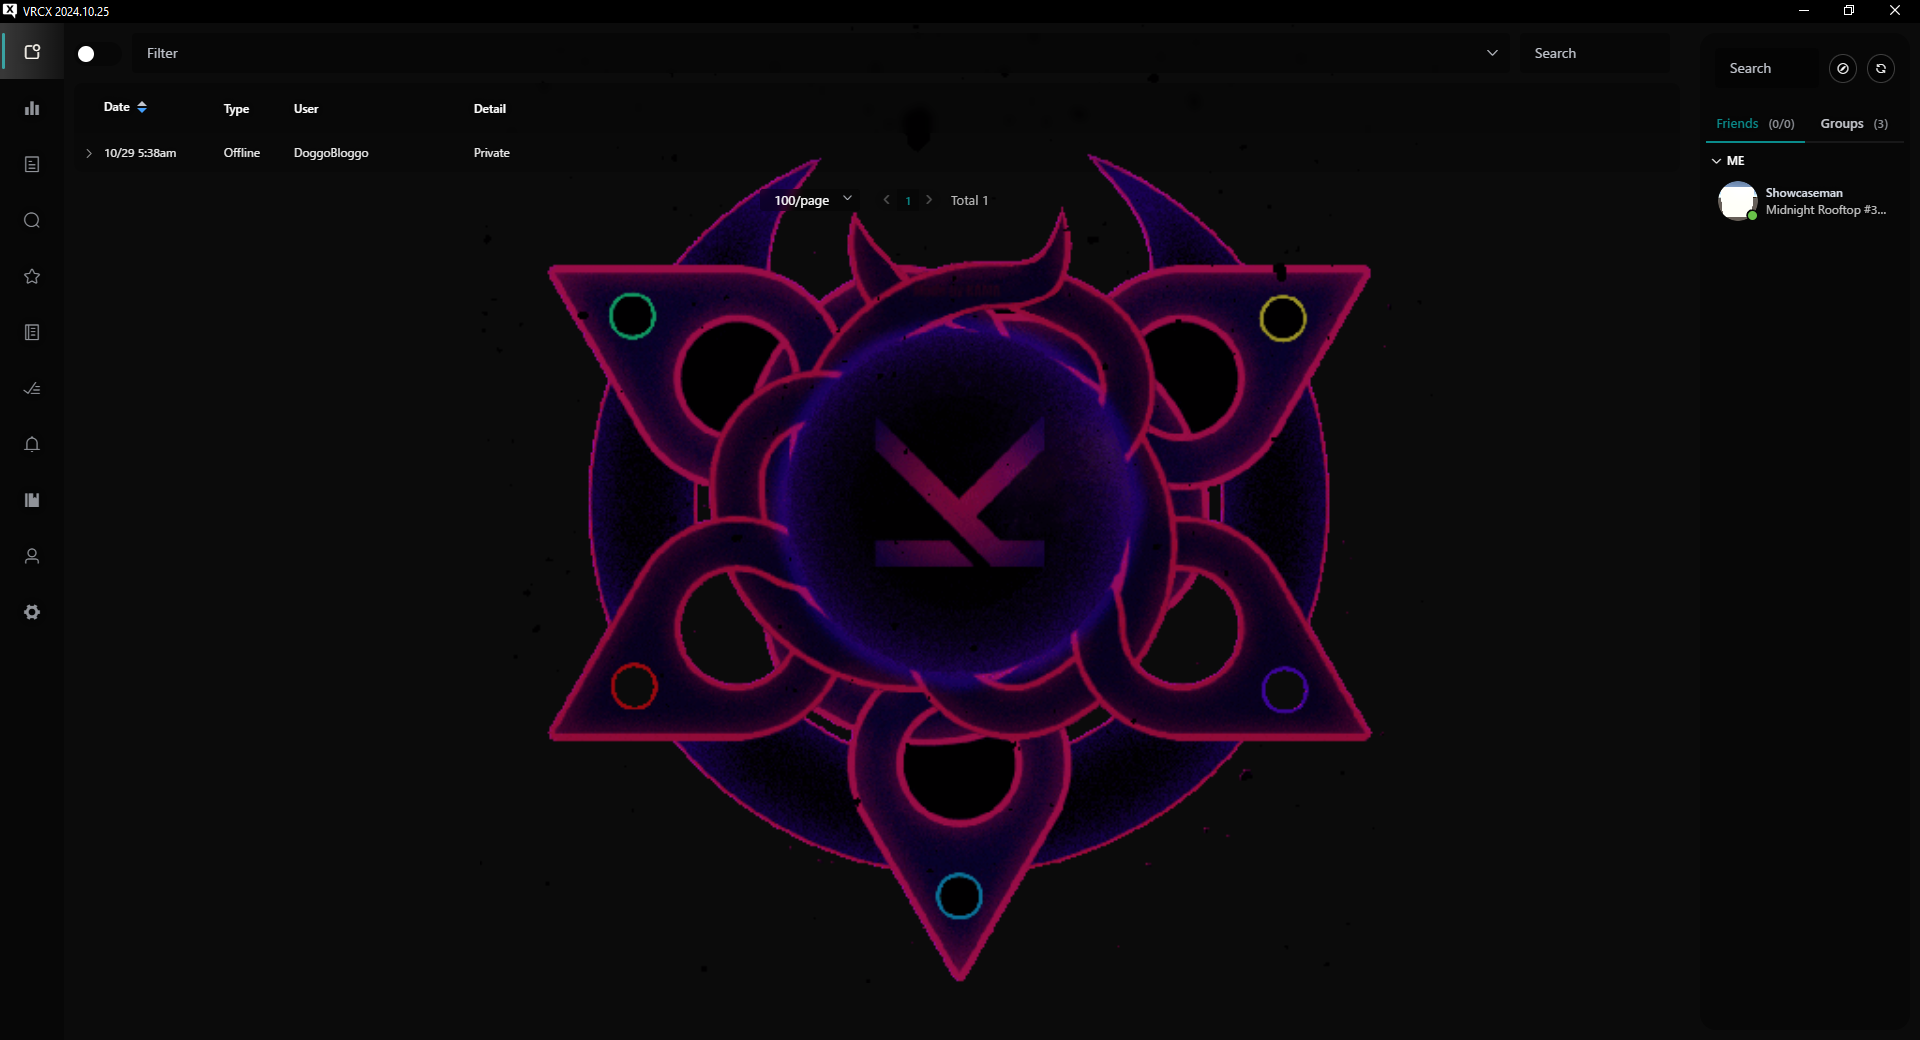 VRCX 2024.10.25
Filter
Search
Date Type User Detail
10/29 5:38am Offline DoggoBloggo Private
100/page 1 Total 1
Search
Friends (0/0) Groups (3)
ME
Showcaseman
Midnight Rooftop #3...